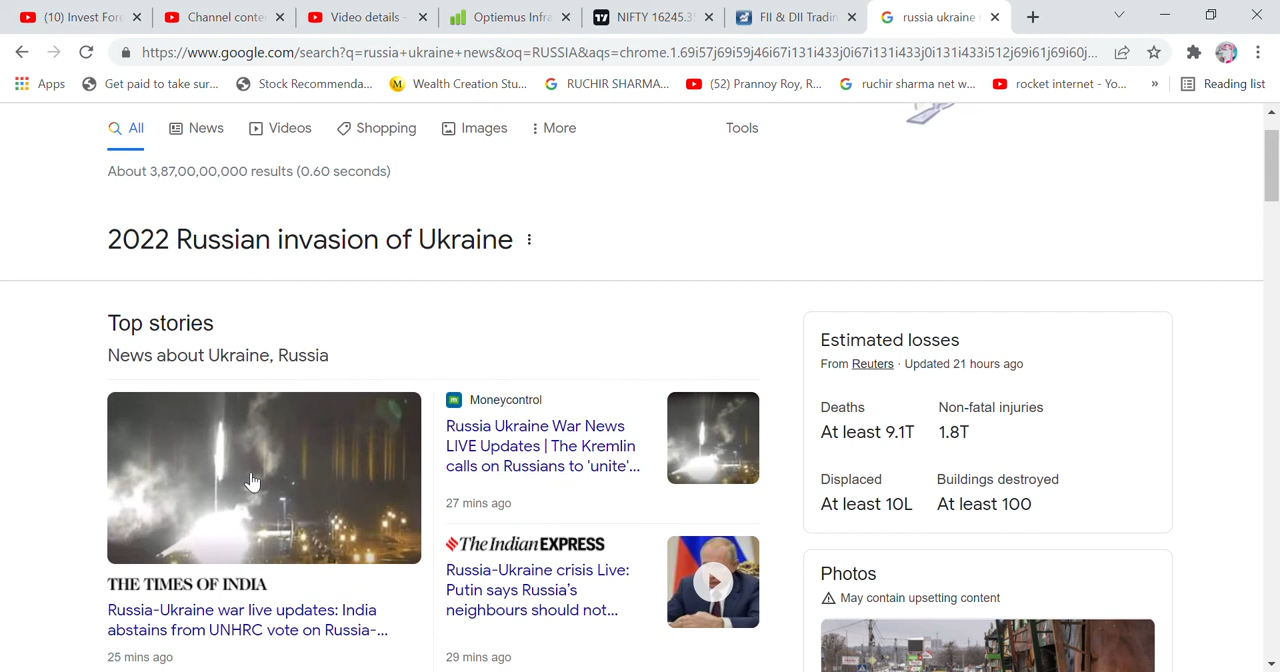 (10) Invest For
Channel conte
Video details -
Optiemus Infra
NIFTY 16245.3
FII & DII Tradin
russia ukraine
https://www.google.com/search?q=russia+ukraine+news&oq=RUSSIA&aqs=chrome.1.69i57j69i59j46i67i131i433j0i67i131i433j0i131i433i512j69i61j69i60j...
Apps
Get paid to take sur...
Stock Recommenda...
Wealth Creation Stu...
RUCHIR SHARMA...
(52) Prannoy Roy, R...
ruchir sharma net w...
rocket internet - Yo...
»
Reading list
All
News
Videos
Shopping
Images
More
Tools
About 3,87,00,00,000 results (0.60 seconds)
2022 Russian invasion of Ukraine
Top stories
News about Ukraine, Russia
THE TIMES OF INDIA
Russia-Ukraine war live updates: India
abstains from UNHRC vote on Russia-...
25 mins ago
Moneycontrol
Russia Ukraine War News
LIVE Updates | The Kremlin
calls on Russians to 'unite'...
27 mins ago
The Indian EXPRESS
Russia-Ukraine crisis Live:
Putin says Russia's
neighbours should not...
29 mins ago
Estimated losses
From Reuters · Updated 21 hours ago
Deaths Non-fatal injuries
At least 9.1T 1.8T
Displaced Buildings destroyed
At least 10L At least 100
Photos
May contain upsetting content